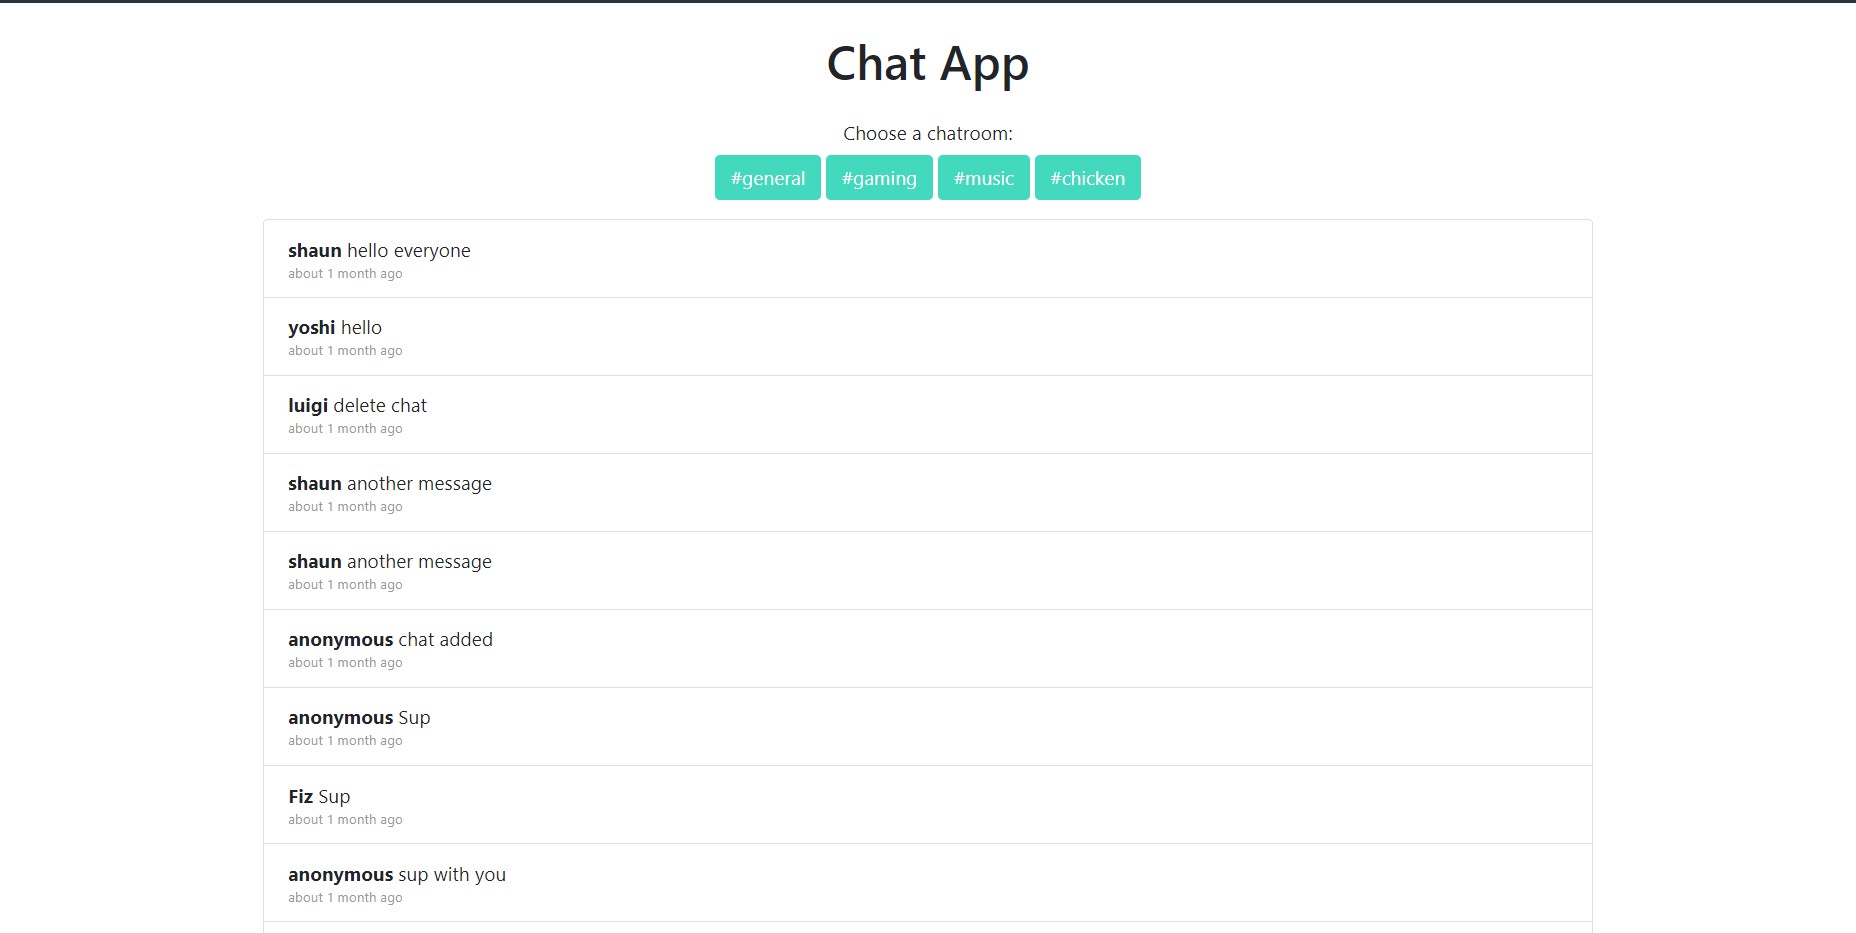 Chat App
Choose a chatroom:
#general #gaming #music #chicken
shaun hello everyone
about 1 month ago
yoshi hello
about 1 month ago
luigi delete chat
about 1 month ago
shaun another message
about 1 month ago
shaun another message
about 1 month ago
anonymous chat added
about 1 month ago
anonymous Sup
about 1 month ago
Fiz Sup
about 1 month ago
anonymous sup with you
about 1 month ago